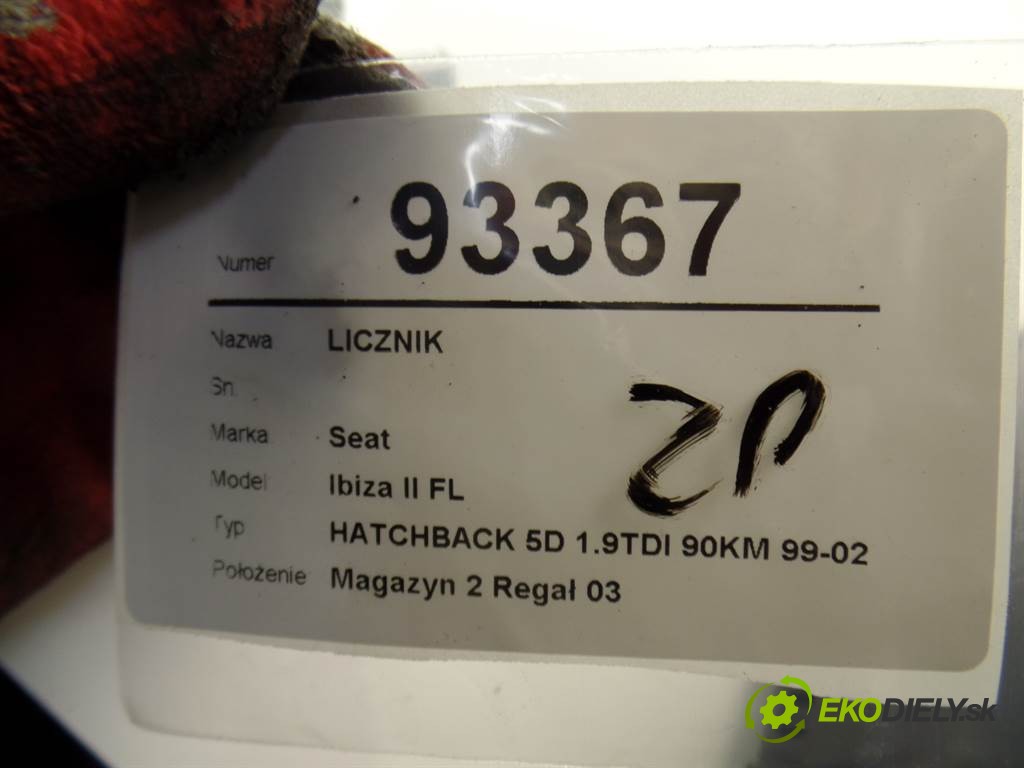 Numer 93367
Nazwa LICZNIK
Sn.
Marka Seat
Model Ibiza II FL
Typ HATCHBACK 5D 1.9TDI 90KM 99-02
Położenie Magazyn 2 Regał 03
EKODIELY.sk